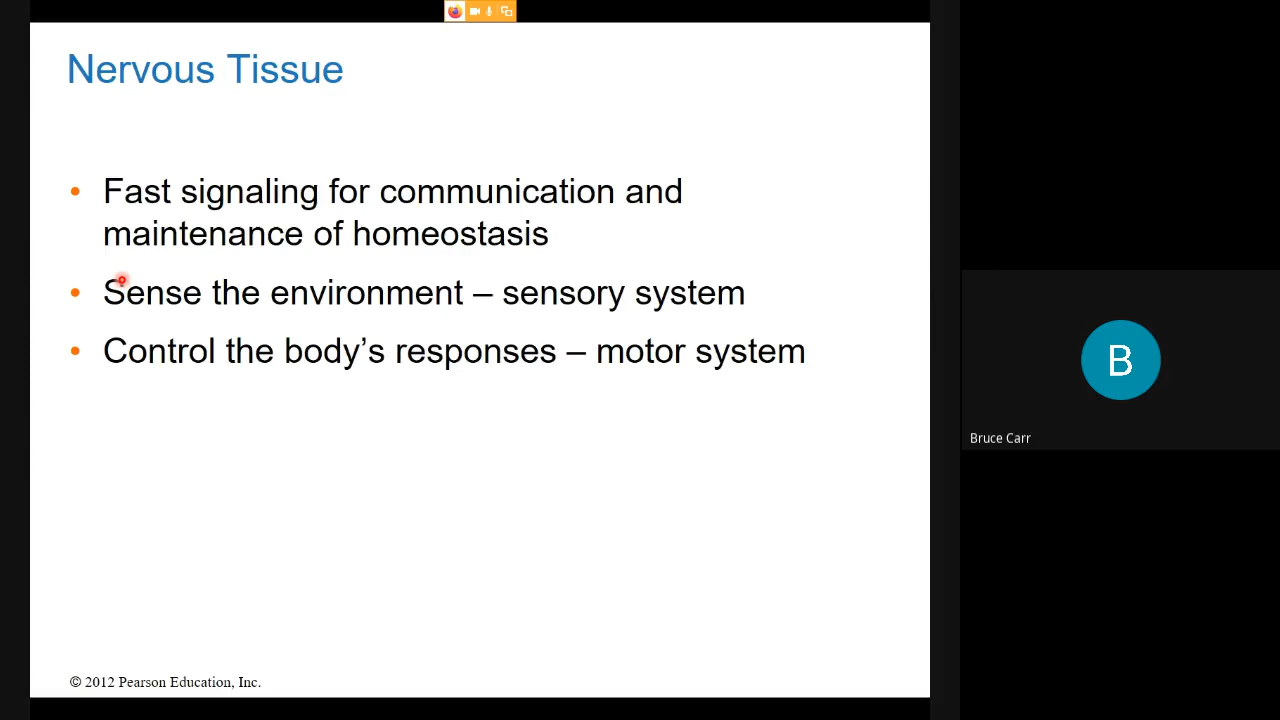 Nervous Tissue
• Fast signaling for communication and
maintenance of homeostasis
• Sense the environment – sensory system
• Control the body’s responses – motor system
© 2012 Pearson Education, Inc.
B
Bruce Carr